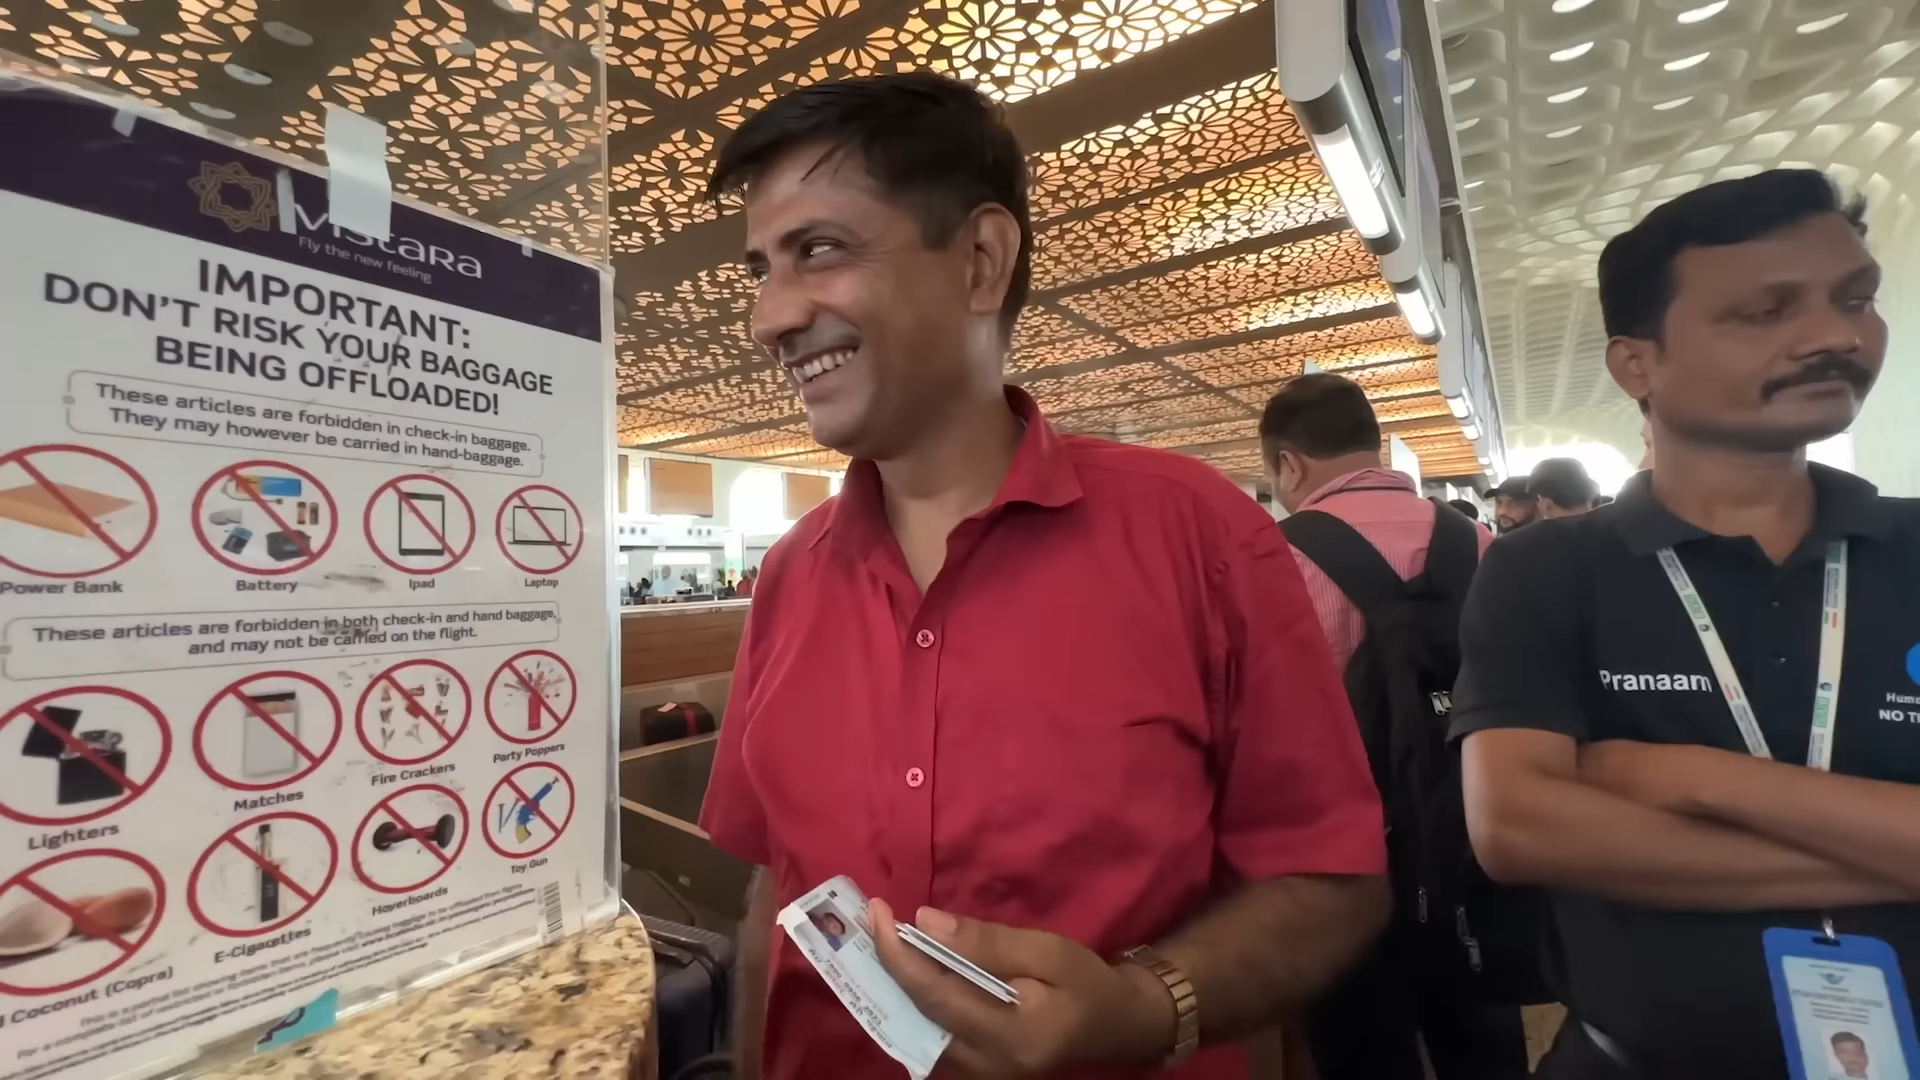 vistara
Fly the new feeling
IMPORTANT:
DON'T RISK YOUR BAGGAGE
BEING OFFLOADED!
These articles are forbidden in check-in baggage.
They may however be carried in hand-baggage.
Power Bank
Battery
Ipad
Laptop
These articles are forbidden in both check-in and hand baggage,
and may not be carried on the flight.
Lighters
Matches
Fire Crackers
Party Poppers
Coconut (Copra)
E-Cigarettes
Hoverboards
Toy Gun
Pranaam
NO